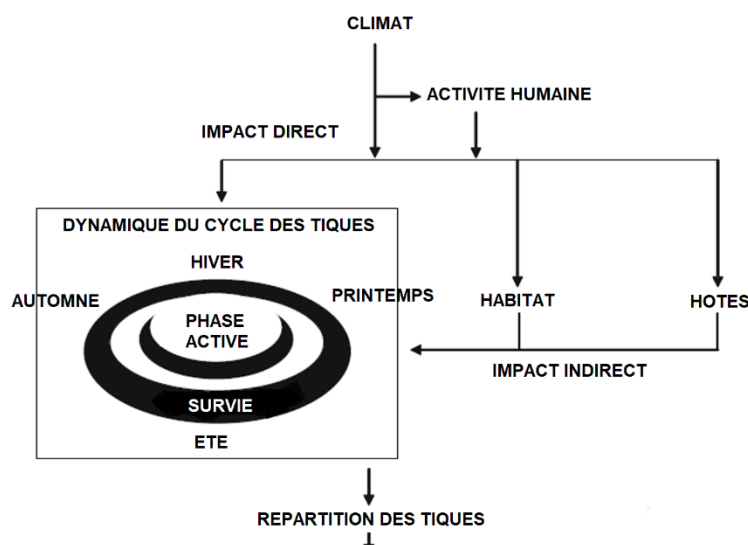 CLIMAT
ACTIVITE HUMAINE
IMPACT DIRECT
DYNAMIQUE DU CYCLE DES TIQUES
HIVER
AUTOMNE
PRINTEMPS
PHASE
ACTIVE
SURVIE
ETE
HABITAT
HOTES
IMPACT INDIRECT
REPARTITION DES TIQUES